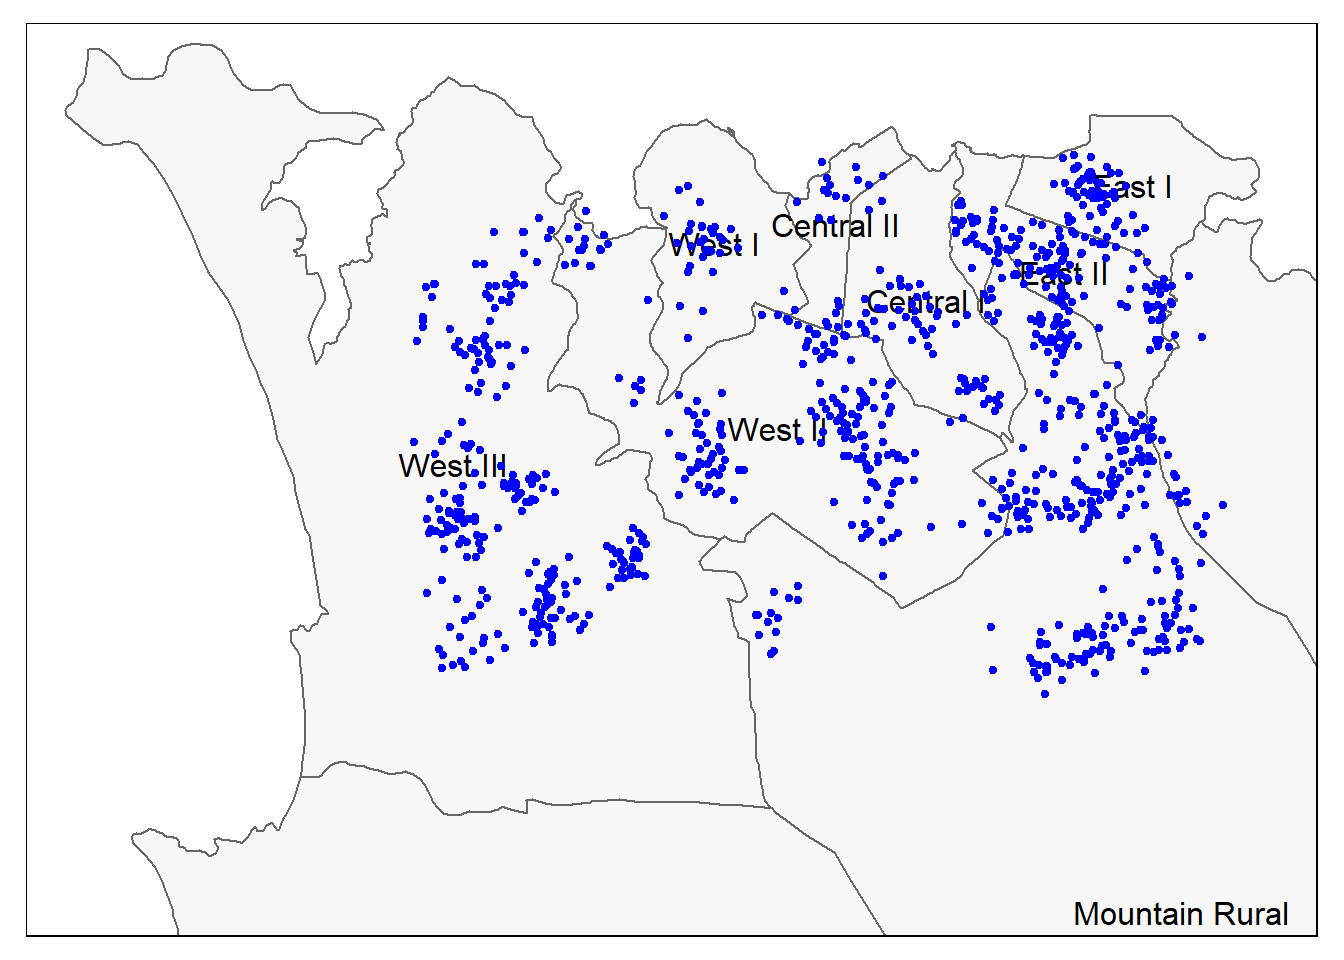 East I
Central II
West I
East II
Central I
West II
West III
Mountain Rural